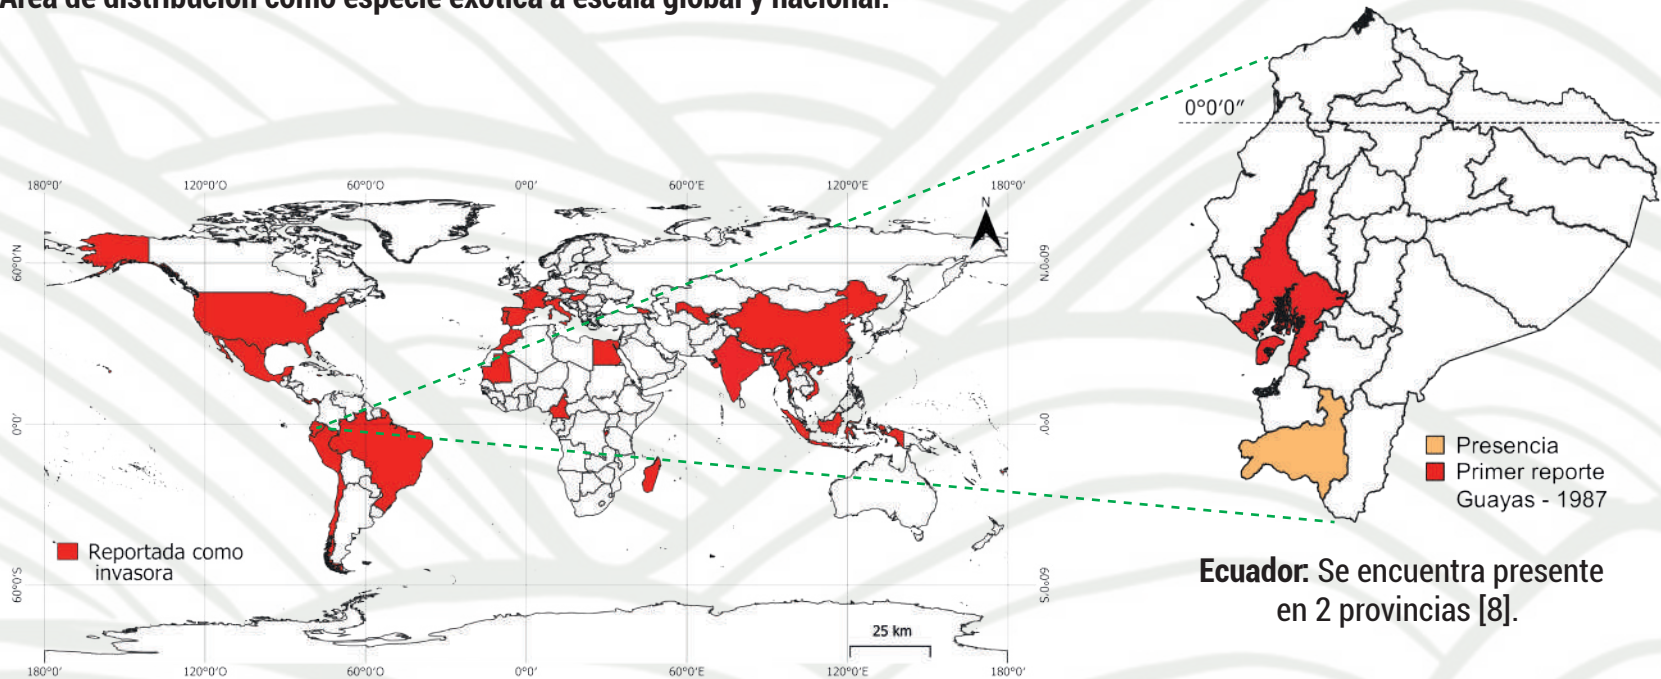 Área de distribución como especie exótica a escala global y nacional.
0°0'0"
180°0' 120°0'O 60°0'O 0°0' 60°0'E 120°0'E 180°0'
N
60°0'N 60°0'N
0°0' 0°0'
60°0'S 60°0'S
Reportada como
invasora
25 km
180°0' 120°0'O 60°0'O 0°0' 60°0'E 120°0'E 180°0'
Presencia
Primer reporte
Guayas - 1987
Ecuador: Se encuentra presente
en 2 provincias [8].